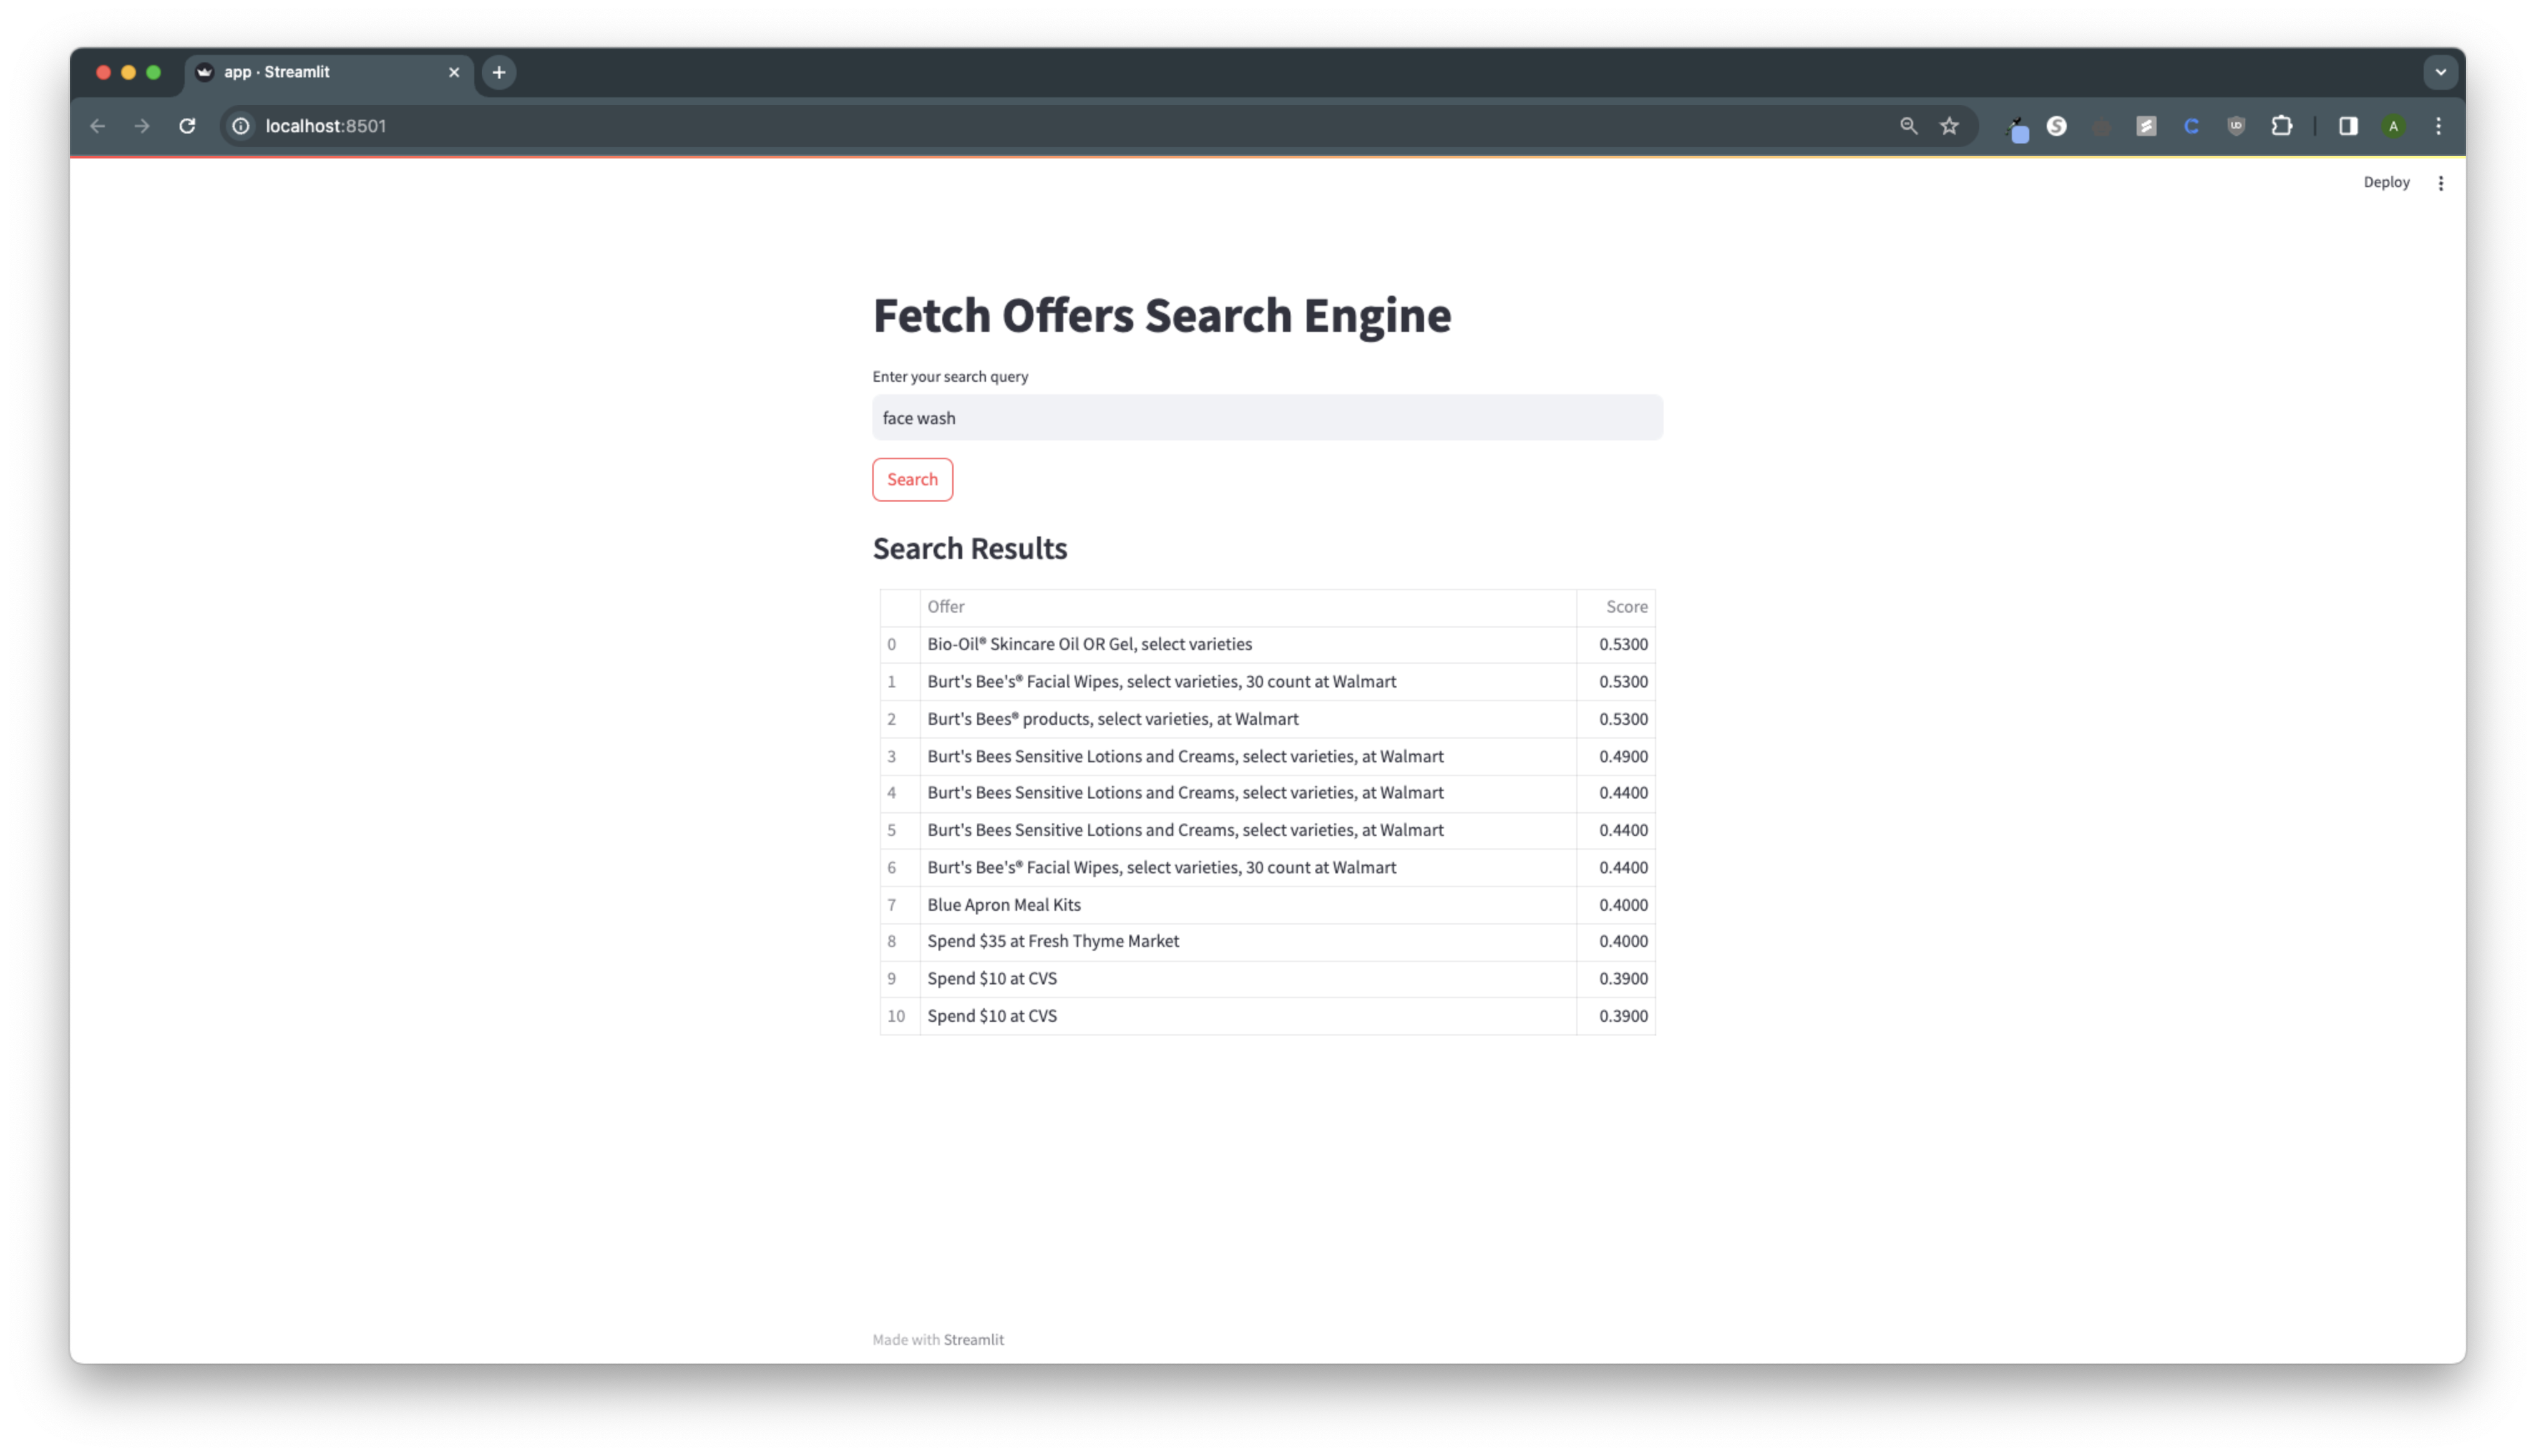 app · Streamlit
localhost:8501
Deploy
Fetch Offers Search Engine
Enter your search query
face wash
Search
Search Results
Offer Score
0 Bio-Oil® Skincare Oil OR Gel, select varieties 0.5300
1 Burt's Bee's® Facial Wipes, select varieties, 30 count at Walmart 0.5300
2 Burt's Bees® products, select varieties, at Walmart 0.5300
3 Burt's Bees Sensitive Lotions and Creams, select varieties, at Walmart 0.4900
4 Burt's Bees Sensitive Lotions and Creams, select varieties, at Walmart 0.4400
5 Burt's Bees Sensitive Lotions and Creams, select varieties, at Walmart 0.4400
6 Burt's Bee's® Facial Wipes, select varieties, 30 count at Walmart 0.4400
7 Blue Apron Meal Kits 0.4000
8 Spend $35 at Fresh Thyme Market 0.4000
9 Spend $10 at CVS 0.3900
10 Spend $10 at CVS 0.3900
Made with Streamlit